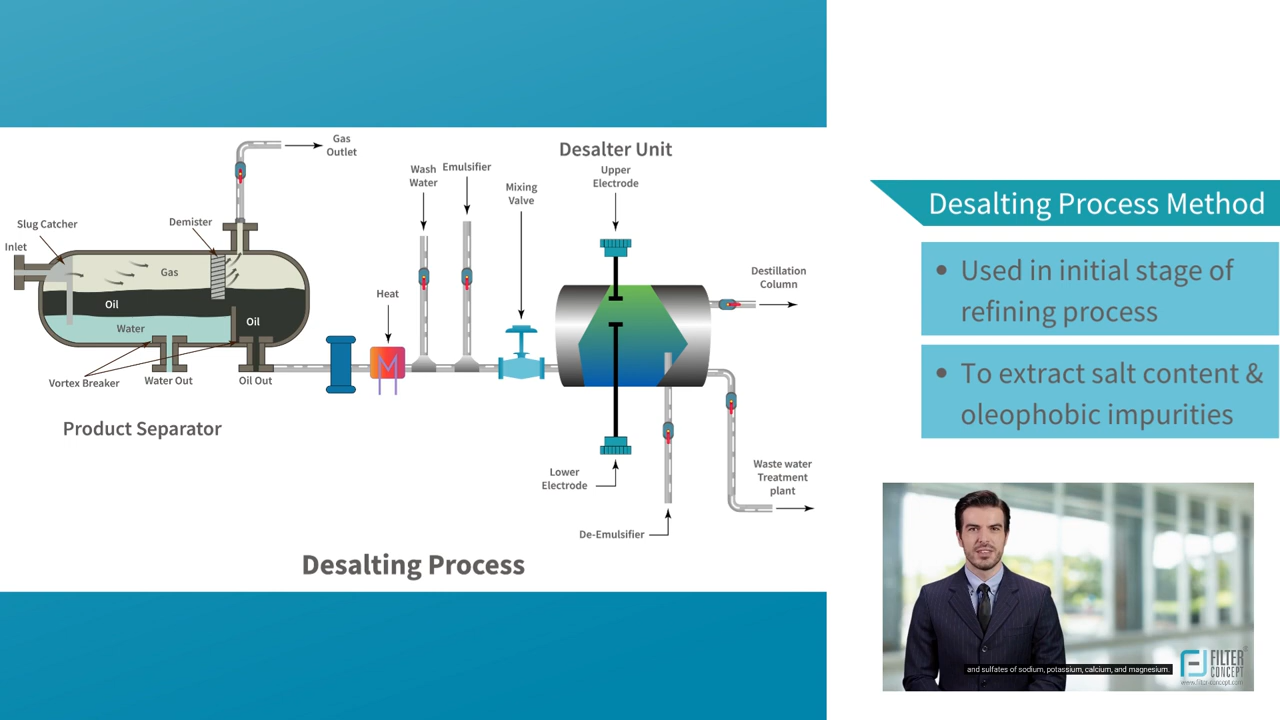 Gas
Outlet
Desalter Unit
Wash
Water
Emulsifier
Upper
Electrode
Mixing
Valve
Slug Catcher
Demister
Inlet
Gas
Destillation
Column
Heat
Oil
Oil
Water
Vortex Breaker
Water Out
Oil Out
Product Separator
Lower
Electrode
Waste water
Treatment
plant
De-Emulsifier
Desalting Process
Desalting Process Method
• Used in initial stage of
refining process
• To extract salt content &
oleophobic impurities
and sulfates of sodium, potassium, calcium, and magnesium.
FILTER
CONCEPT
www.filter-concept.com